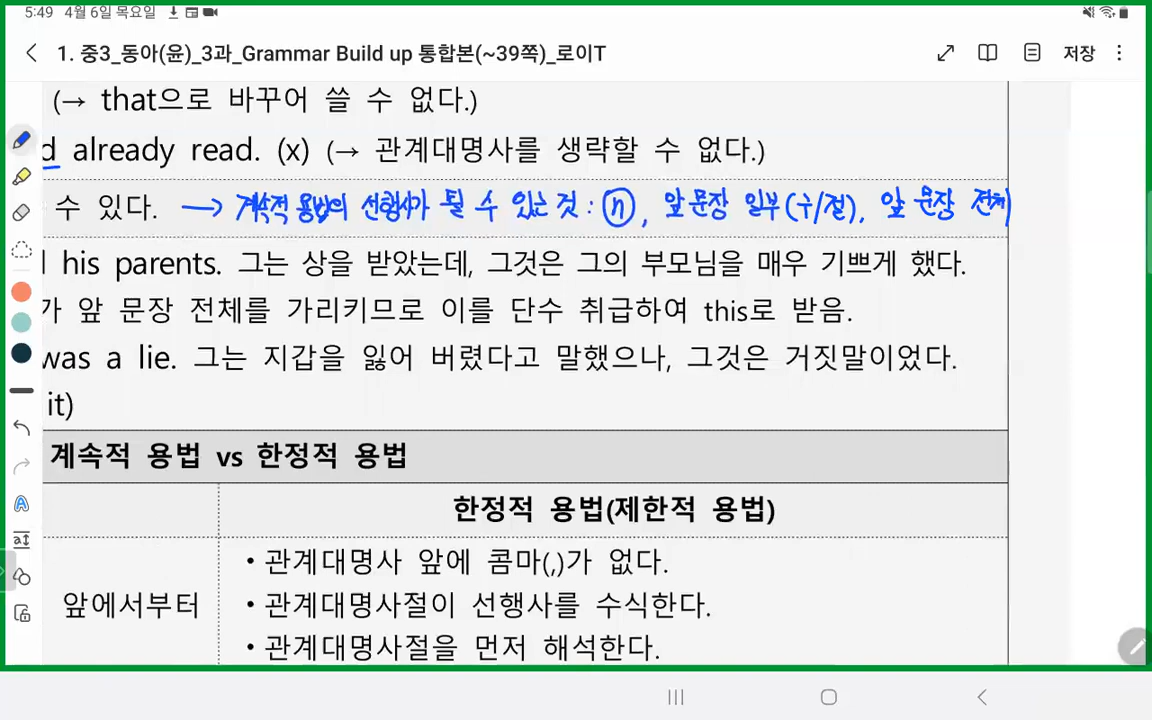 5:49 4월 6일 목요일
1. 중3_동아(윤)_3과_Grammar Build up 통합본(~39쪽)_로이T 저장
(→ that으로 바꾸어 쓸 수 없다.)
d already read. (x) (→ 관계대명사를 생략할 수 없다.)
수 있다. → 계속적 용법의 선행사가 될 수 있는 것 : n, 앞 문장 일부(구/절), 앞 문장 전체
l his parents. 그는 상을 받았는데, 그것은 그의 부모님을 매우 기쁘게 했다.
가 앞 문장 전체를 가리키므로 이를 단수 취급하여 this로 받음.
was a lie. 그는 지갑을 잃어 버렸다고 말했으나, 그것은 거짓말이었다.
it)
계속적 용법 vs 한정적 용법
한정적 용법(제한적 용법)
• 관계대명사 앞에 콤마(,)가 없다.
앞에서부터 • 관계대명사절이 선행사를 수식한다.
• 관계대명사절을 먼저 해석한다.